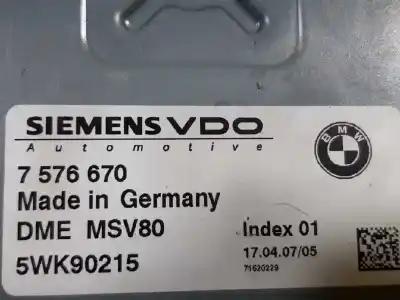 SIEMENS VDO
Automotive
BMW
7 576 670
Made in Germany
DME MSV80
Index 01
17.04.07/05
5WK90215
71620229